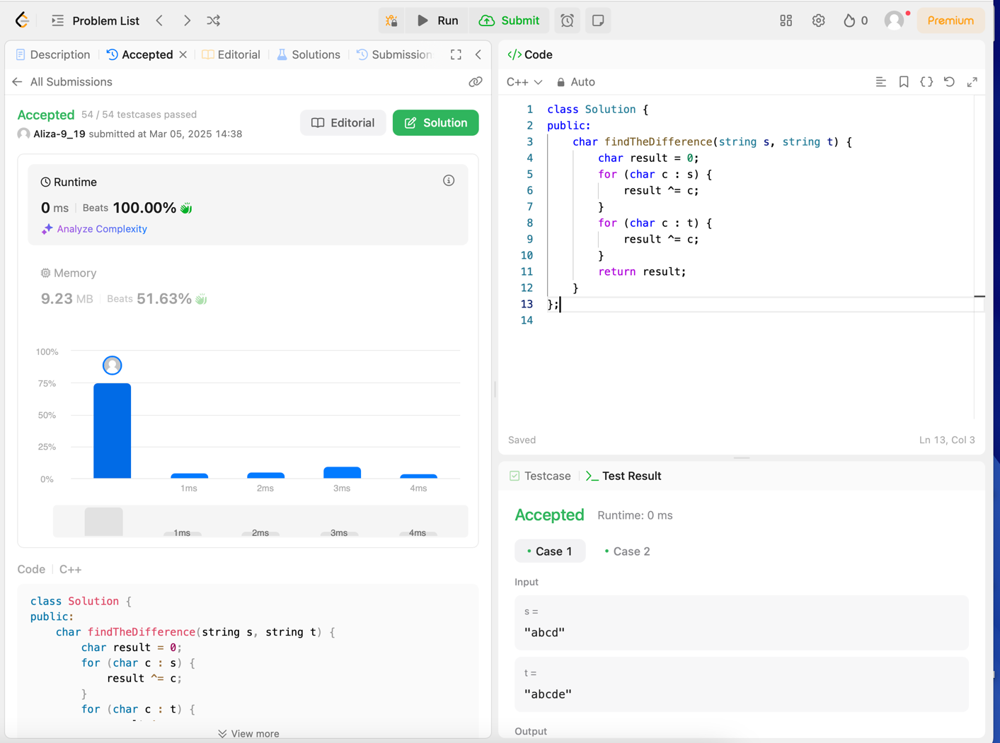 Problem List
Run
Submit
0
Premium
Description
Accepted
Editorial
Solutions
Submission
All Submissions
Accepted 54 / 54 testcases passed
Aliza-9_19 submitted at Mar 05, 2025 14:38
Editorial
Solution
Runtime
0 ms Beats 100.00%
Analyze Complexity
Memory
9.23 MB Beats 51.63%
100%
75%
50%
25%
0%
1ms 2ms 3ms 4ms
1ms 2ms 3ms 4ms
Code C++
class Solution {
public:
    char findTheDifference(string s, string t) {
        char result = 0;
        for (char c : s) {
            result ^= c;
        }
        for (char c : t) {
View more
</> Code
C++ Auto
1 class Solution {
2 public:
3     char findTheDifference(string s, string t) {
4         char result = 0;
5         for (char c : s) {
6             result ^= c;
7         }
8         for (char c : t) {
9             result ^= c;
10         }
11         return result;
12     }
13 };
14
Saved
Ln 13, Col 3
Testcase
>_ Test Result
Accepted Runtime: 0 ms
• Case 1 • Case 2
Input
s =
"abcd"
t =
"abcde"
Output